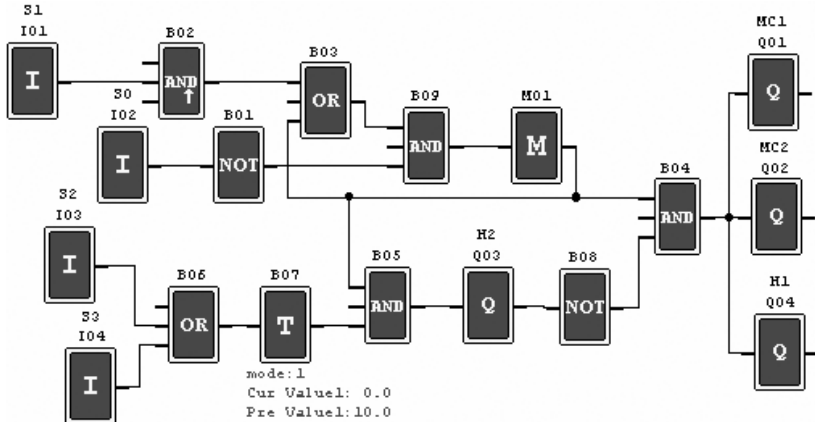 S1
I01
I
B02
AND
↑
B03
OR
S0
I02
I
B01
NOT
B09
AND
M01
M
MC1
Q01
Q
MC2
Q02
Q
B04
AND
H1
Q04
Q
S2
I03
I
S3
I04
I
B06
OR
B07
T
mode:1
Cur Value1: 0.0
Pre Value1:10.0
B05
AND
H2
Q03
Q
B08
NOT